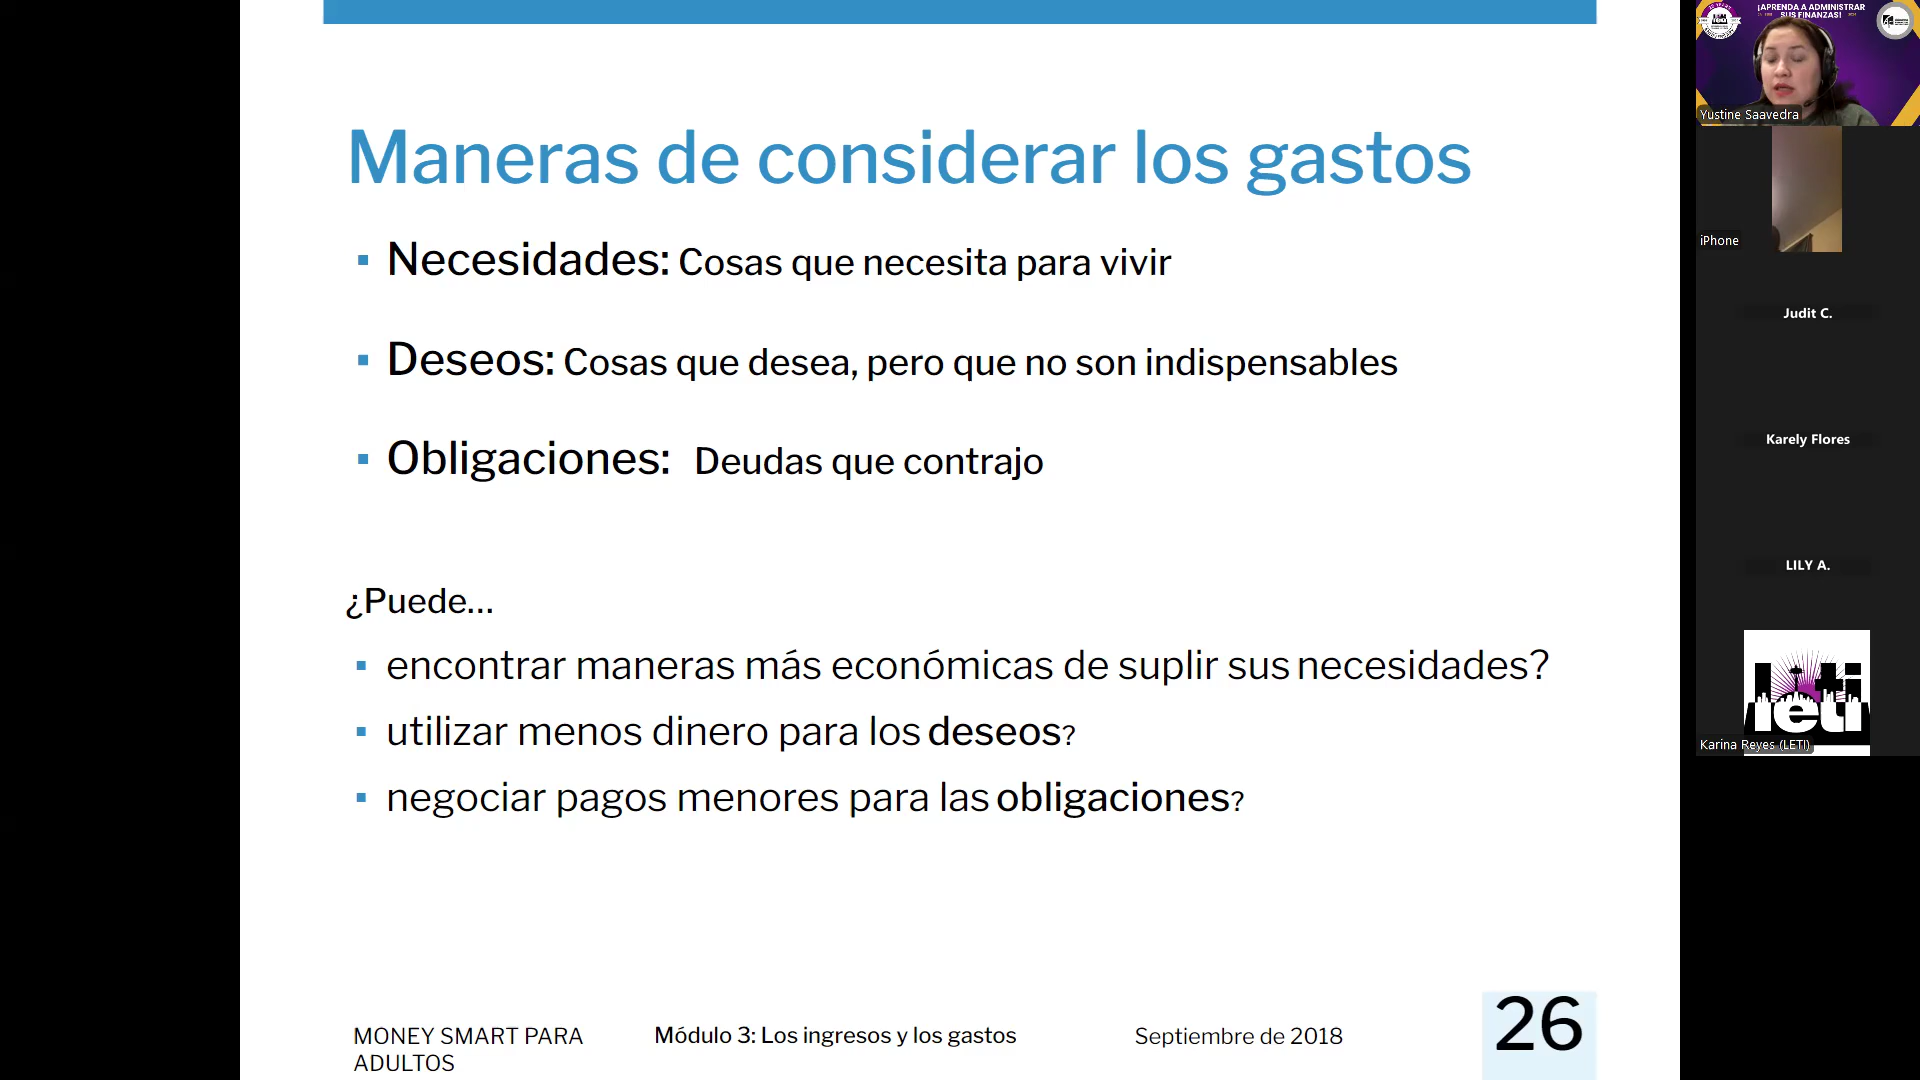 Maneras de considerar los gastos
Necesidades: Cosas que necesita para vivir
Deseos: Cosas que desea, pero que no son indispensables
Obligaciones: Deudas que contrajo
¿Puede...
encontrar maneras más económicas de suplir sus necesidades?
utilizar menos dinero para los deseos?
negociar pagos menores para las obligaciones?
MONEY SMART PARA
ADULTOS
Módulo 3: Los ingresos y los gastos
Septiembre de 2018
26
¡APRENDA A ADMINISTRAR
SUS FINANZAS!
Yustine Saavedra
iPhone
Judit C.
Karely Flores
LILY A.
leti
Karina Reyes (LETI)